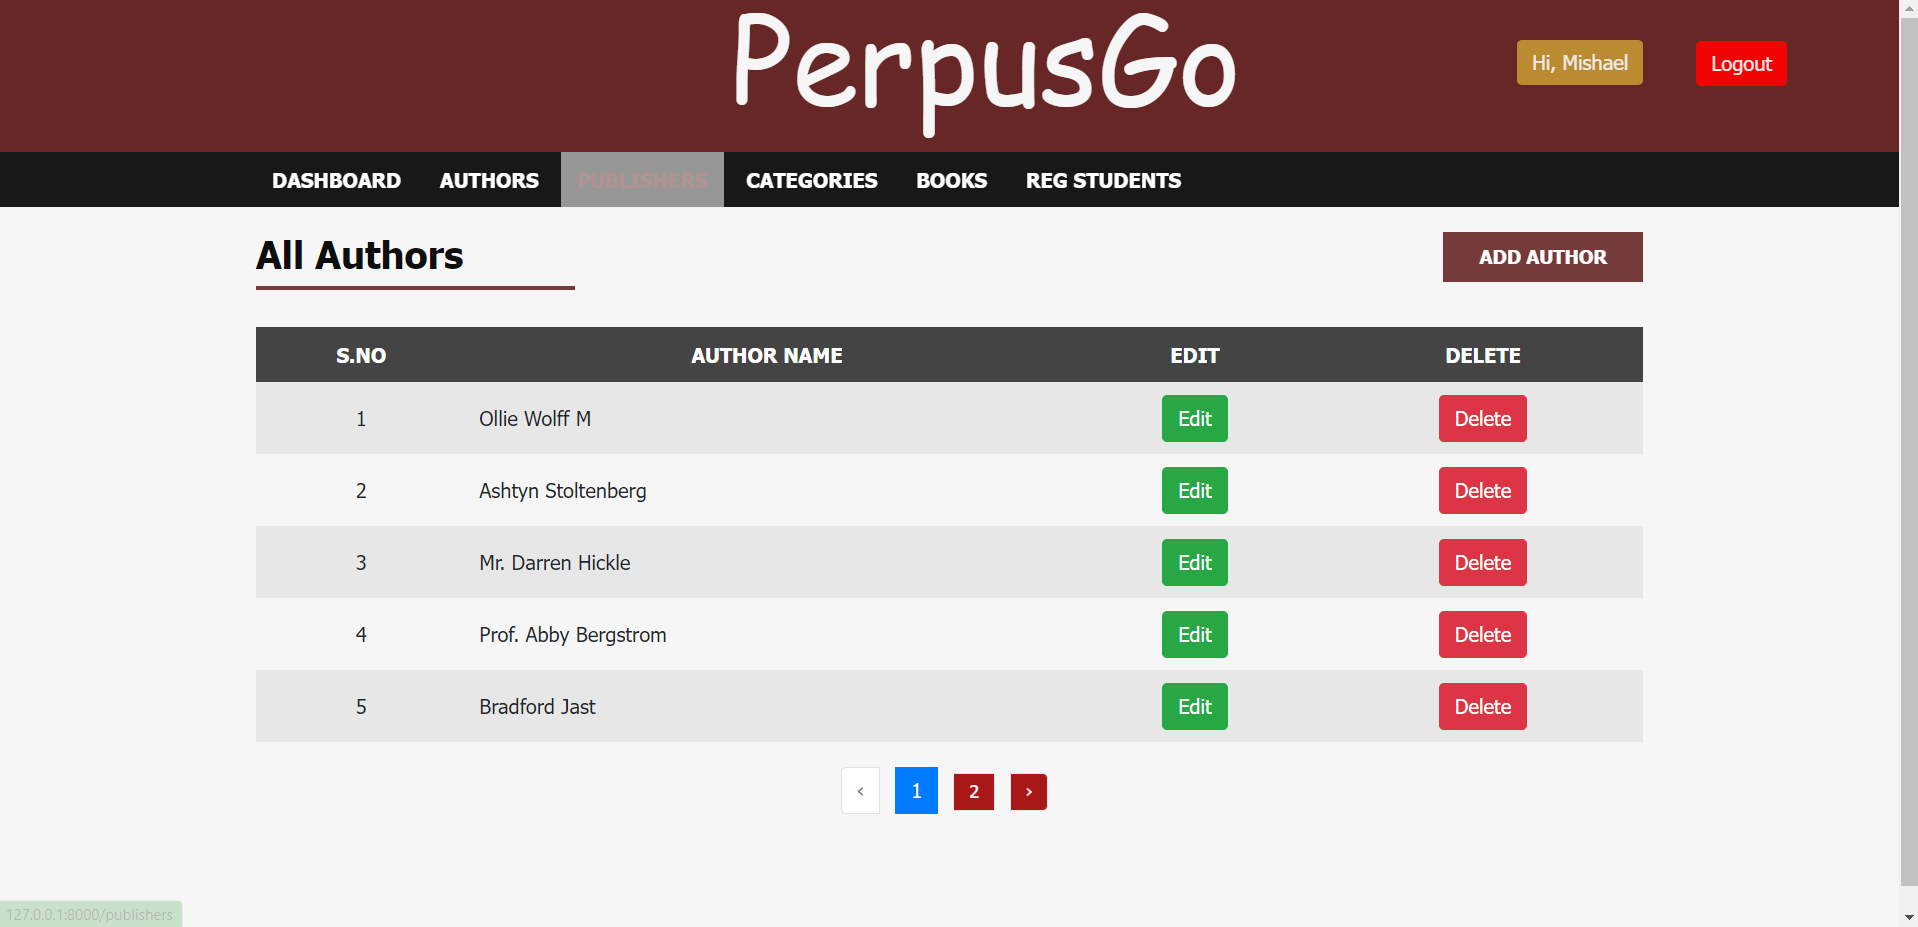 PerpusGo
Hi, Mishael
Logout
DASHBOARD AUTHORS PUBLISHERS CATEGORIES BOOKS REG STUDENTS
All Authors
ADD AUTHOR
S.NO AUTHOR NAME EDIT DELETE
1 Ollie Wolff M Edit Delete
2 Ashtyn Stoltenberg Edit Delete
3 Mr. Darren Hickle Edit Delete
4 Prof. Abby Bergstrom Edit Delete
5 Bradford Jast Edit Delete
‹ 1 2 ›
127.0.0.1:8000/publishers